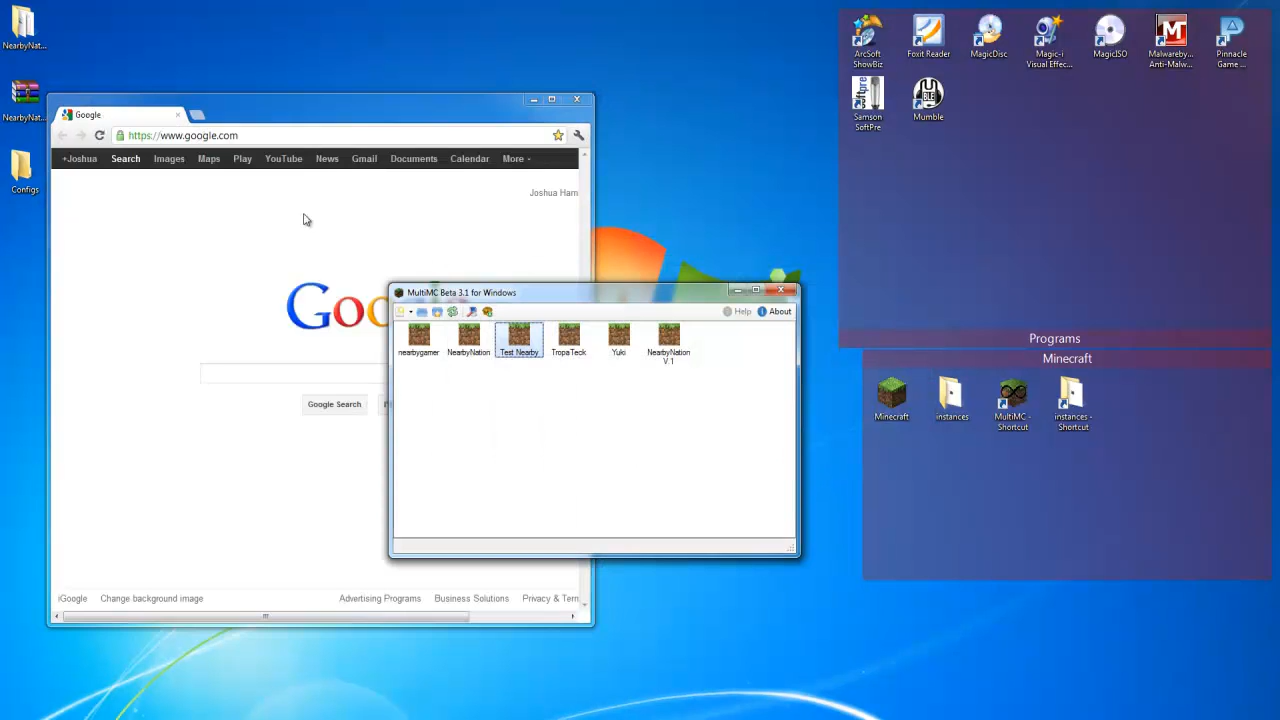 NearbyNat...
NearbyNat...
Configs
Google
https://www.google.com
+Joshua Search Images Maps Play YouTube News Gmail Documents Calendar More
Joshua Ham
Goo
Google Search
iGoogle Change background image Advertising Programs Business Solutions Privacy & Tern
MultiMC Beta 3.1 for Windows
Help About
nearbygamer NearbyNation Test Nearby TropaTeck Yuki NearbyNation
V.1
ArcSoft Foxit Reader MagicDisc Magic-i MagicISO Malwareby... Pinnacle
ShowBiz Visual Effec... Anti-Malw... Game ...
Samson Mumble
SoftPre
Programs
Minecraft
Minecraft instances MultiMC - instances -
Shortcut Shortcut